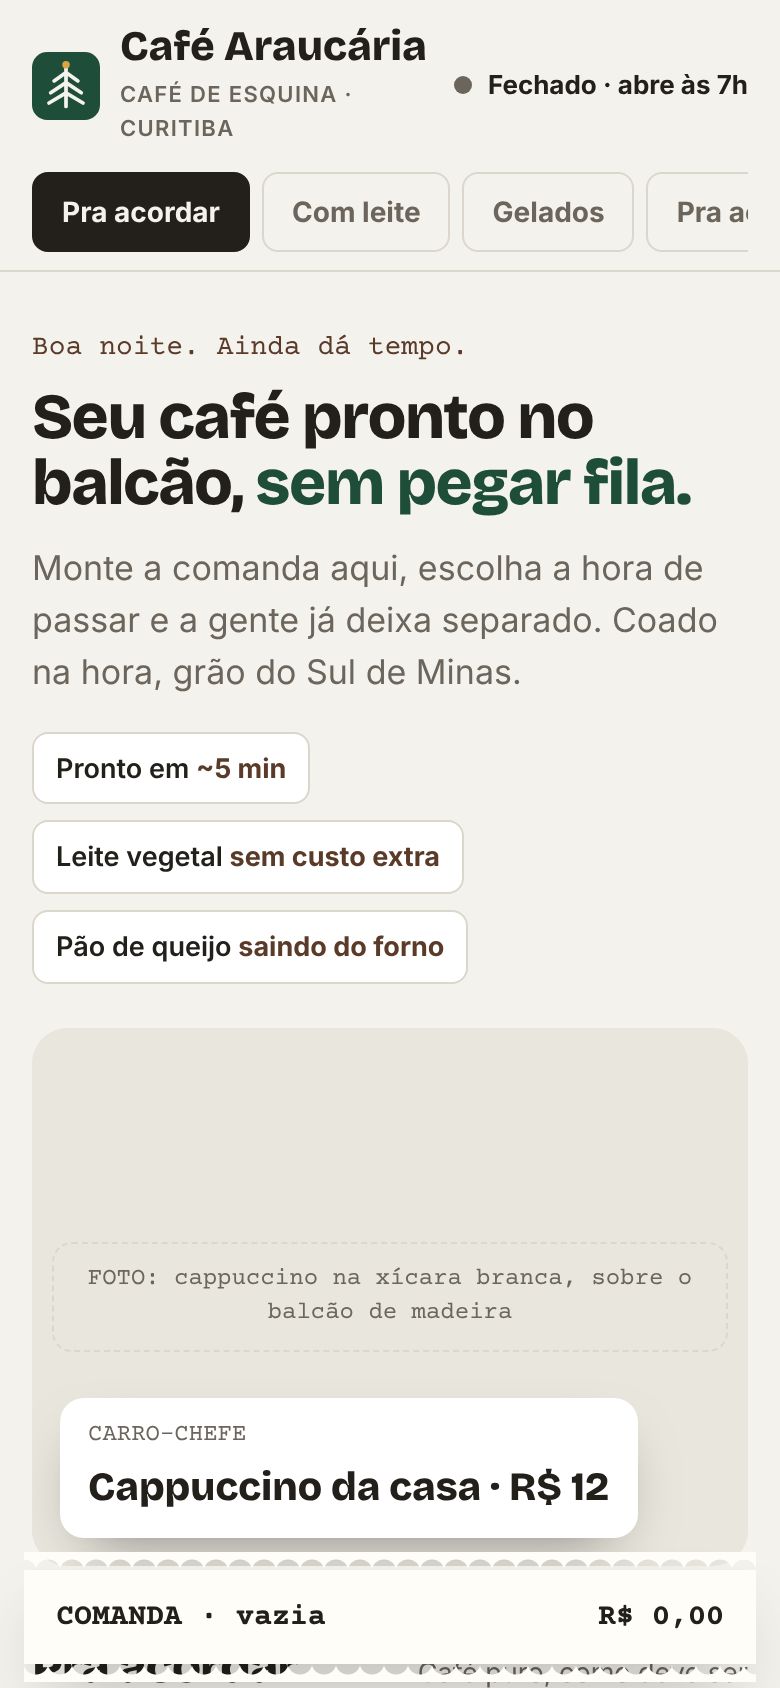 Café Araucária
CAFÉ DE ESQUINA ·
CURITIBA
Fechado · abre às 7h
Pra acordar
Com leite
Gelados
Boa noite. Ainda dá tempo.
Seu café pronto no
balcão, sem pegar fila.
Monte a comanda aqui, escolha a hora de
passar e a gente já deixa separado. Coado
na hora, grão do Sul de Minas.
Pronto em ~5 min
Leite vegetal sem custo extra
Pão de queijo saindo do forno
FOTO: cappuccino na xícara branca, sobre o
balcão de madeira
CARRO-CHEFE
Cappuccino da casa · R$ 12
COMANDA · vazia
R$ 0,00